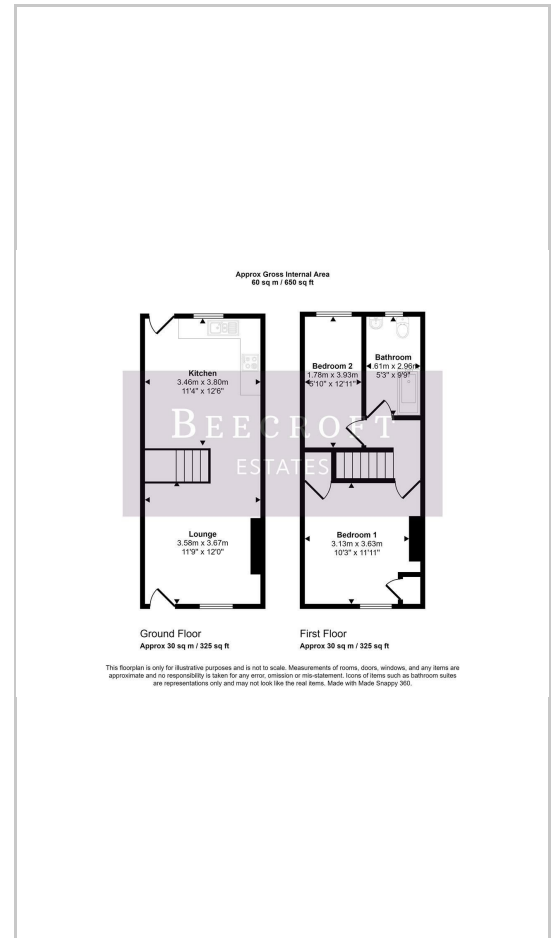 Approx Gross Internal Area
60 sq m / 650 sq ft
Kitchen
3.46m x 3.80m
11'4" x 12'6"
Lounge
3.58m x 3.67m
11'9" x 12'0"
Ground Floor
Approx 30 sq m / 325 sq ft
Bedroom 2
1.78m x 3.93m
5'10" x 12'11"
Bathroom
.61m x 2.96m
5'3" x 9'9"
Bedroom 1
3.13m x 3.63m
10'3" x 11'11"
First Floor
Approx 30 sq m / 325 sq ft
BEECROFT
ESTATES
This floorplan is only for illustrative purposes and is not to scale. Measurements of rooms, doors, windows, and any items are
approximate and no responsibility is taken for any error, omission or mis-statement. Icons of items such as bathroom suites
are representations only and may not look like the real items. Made with Made Snappy 360.